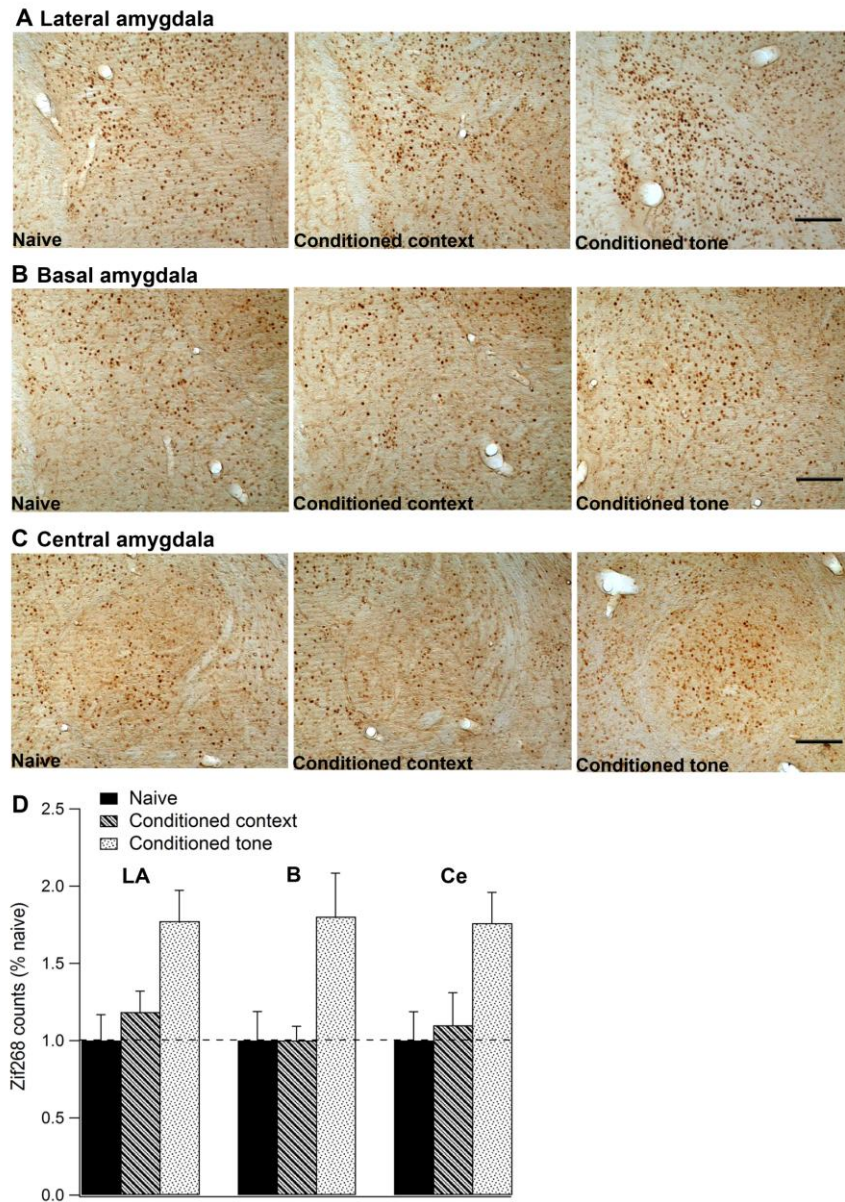 A Lateral amygdala
Naive
Conditioned context
Conditioned tone
B Basal amygdala
Naive
Conditioned context
Conditioned tone
C Central amygdala
Naive
Conditioned context
Conditioned tone
D
Naive
Conditioned context
Conditioned tone
LA
B
Ce
Zif268 counts (% naive)
2.5
2.0
1.5
1.0
0.5
0.0